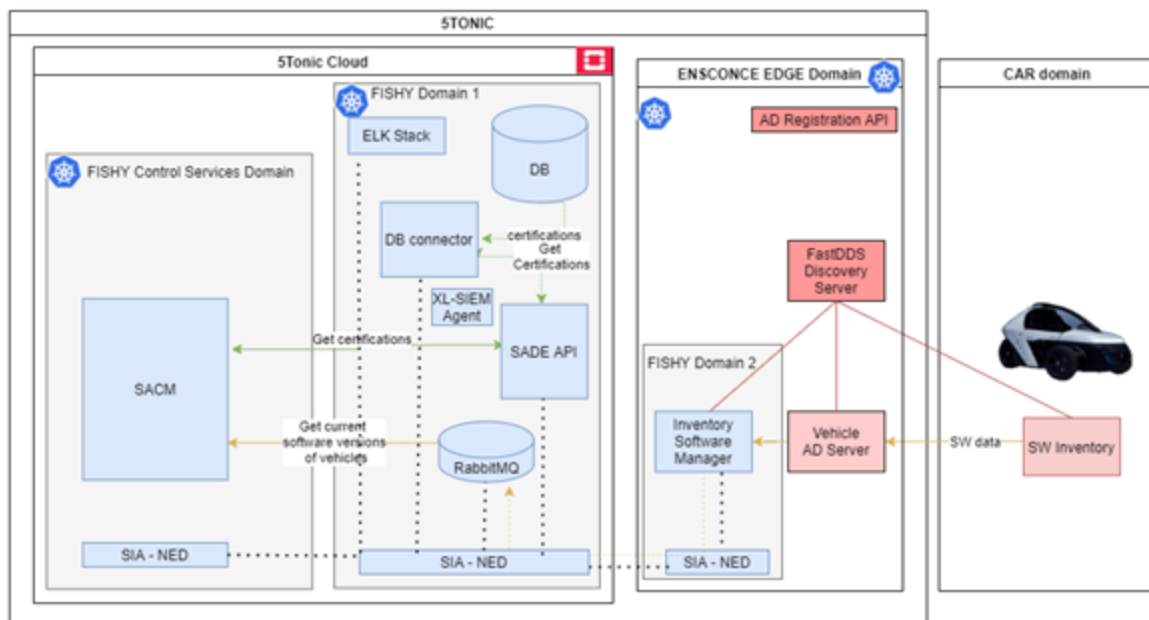 5TONIC
5Tonic Cloud
FISHY Control Services Domain
SACM
SIA - NED
FISHY Domain 1
ELK Stack
DB
DB connector
certifications
Get
Certifications
XL-SIEM
Agent
SADE API
Get certifications
Get current
software versions
of vehicles
RabbitMQ
SIA - NED
ENSCONCE EDGE Domain
AD Registration API
FastDDS
Discovery
Server
FISHY Domain 2
Inventory
Software
Manager
Vehicle
AD Server
SIA - NED
CAR domain
SW data
SW Inventory